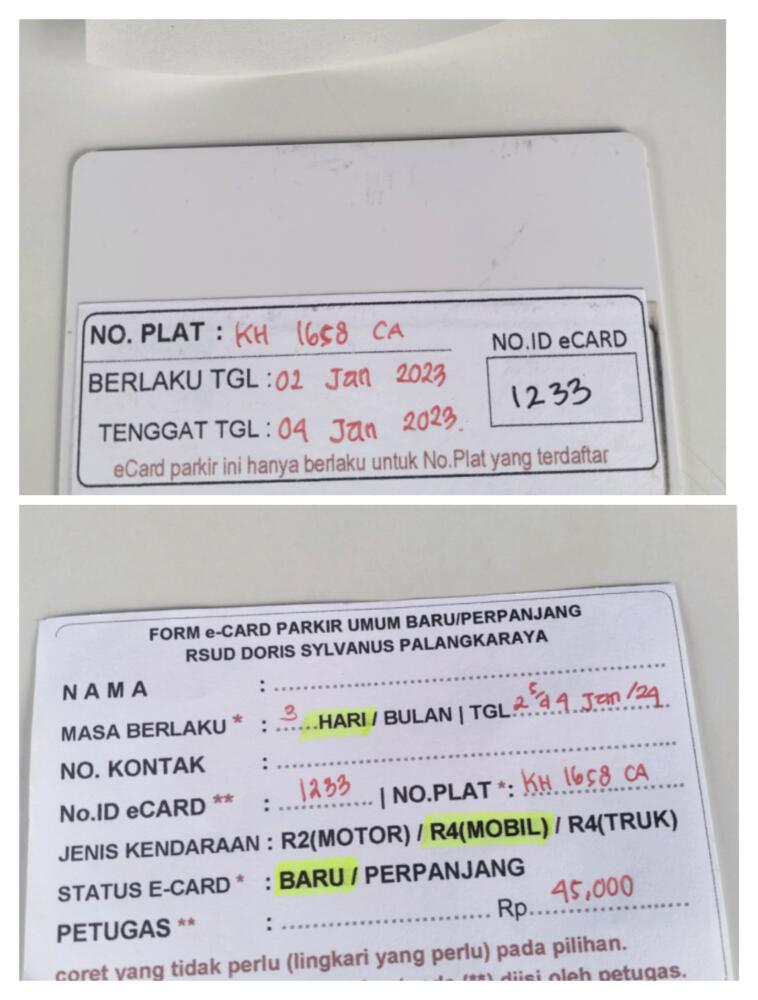 NO. PLAT : KH 1658 CA
NO.ID eCARD
BERLAKU TGL : 02 Jan 2023
1233
TENGGAT TGL : 04 Jan 2023.
eCard parkir ini hanya berlaku untuk No.Plat yang terdaftar
FORM e-CARD PARKIR UMUM BARU/PERPANJANG
RSUD DORIS SYLVANUS PALANGKARAYA
NAMA :
MASA BERLAKU * : 3 HARI / BULAN | TGL 2 s/d 4 Jan /24
NO. KONTAK :
No.ID eCARD ** : 1233 | NO.PLAT *: KH 1658 CA
JENIS KENDARAAN : R2(MOTOR) / R4(MOBIL) / R4(TRUK)
STATUS E-CARD * : BARU / PERPANJANG
PETUGAS ** : Rp. 45,000
coret yang tidak perlu (lingkari yang perlu) pada pilihan.
(**) diisi oleh petugas.